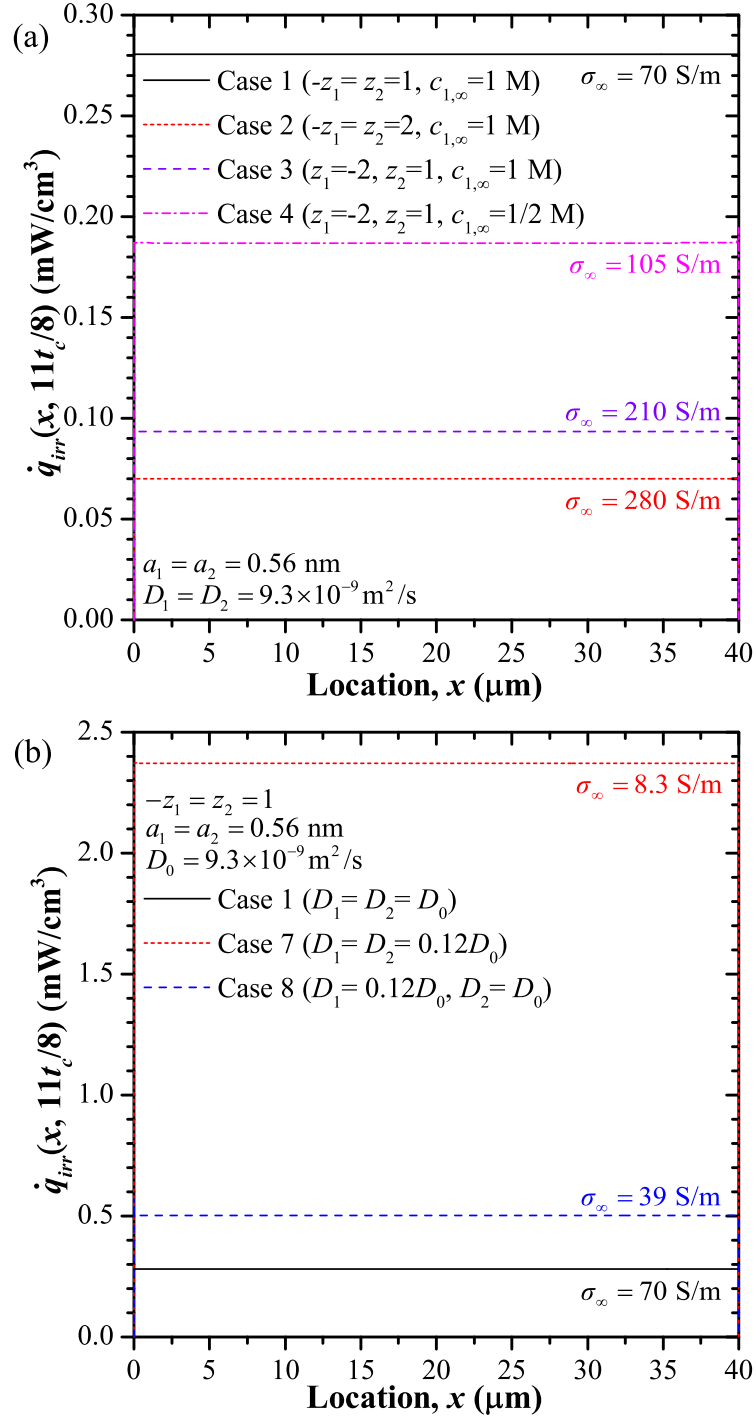 (a)
0.30
0.25
0.20
0.15
0.10
0.05
0.00
q̇irr(x, 11tc/8) (mW/cm³)
Case 1 (-z₁= z₂=1, c₁,∞=1 M)
Case 2 (-z₁= z₂=2, c₁,∞=1 M)
Case 3 (z₁=-2, z₂=1, c₁,∞=1 M)
Case 4 (z₁=-2, z₂=1, c₁,∞=1/2 M)
σ∞ = 70 S/m
σ∞ = 105 S/m
σ∞ = 210 S/m
σ∞ = 280 S/m
a₁ = a₂ = 0.56 nm
D₁ = D₂ = 9.3×10⁻⁹ m²/s
0 5 10 15 20 25 30 35 40
Location, x (μm)
(b)
2.5
2.0
1.5
1.0
0.5
0.0
q̇irr(x, 11tc/8) (mW/cm³)
σ∞ = 8.3 S/m
−z₁ = z₂ = 1
a₁ = a₂ = 0.56 nm
D₀ = 9.3×10⁻⁹ m²/s
Case 1 (D₁= D₂= D₀)
Case 7 (D₁= D₂= 0.12D₀)
Case 8 (D₁= 0.12D₀, D₂= D₀)
σ∞ = 39 S/m
σ∞ = 70 S/m
0 5 10 15 20 25 30 35 40
Location, x (μm)